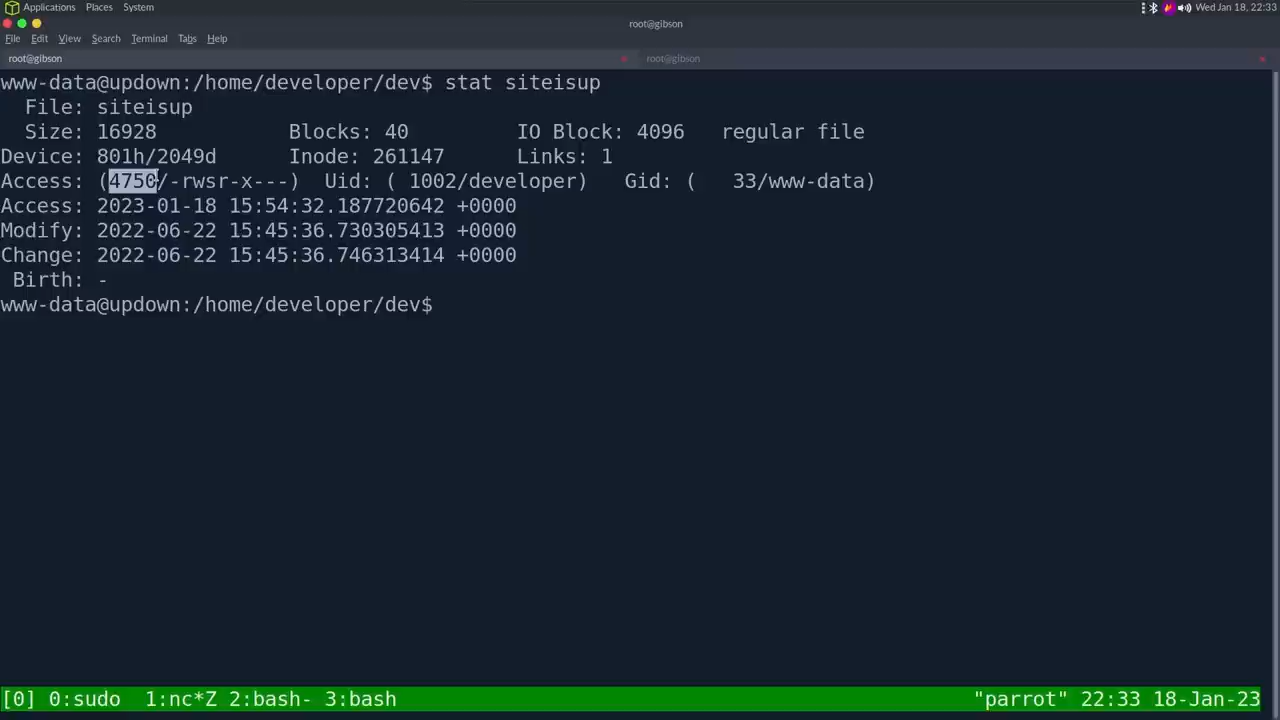 Applications Places System Wed Jan 18, 22:33
root@gibson
File Edit View Search Terminal Tabs Help
root@gibson root@gibson
www-data@updown:/home/developer/dev$ stat siteisup
File: siteisup
Size: 16928 Blocks: 40 IO Block: 4096 regular file
Device: 801h/2049d Inode: 261147 Links: 1
Access: (4750/-rwsr-x---) Uid: ( 1002/developer) Gid: ( 33/www-data)
Access: 2023-01-18 15:54:32.187720642 +0000
Modify: 2022-06-22 15:45:36.730305413 +0000
Change: 2022-06-22 15:45:36.746313414 +0000
Birth: -
www-data@updown:/home/developer/dev$
[0] 0:sudo 1:nc*Z 2:bash- 3:bash "parrot" 22:33 18-Jan-23